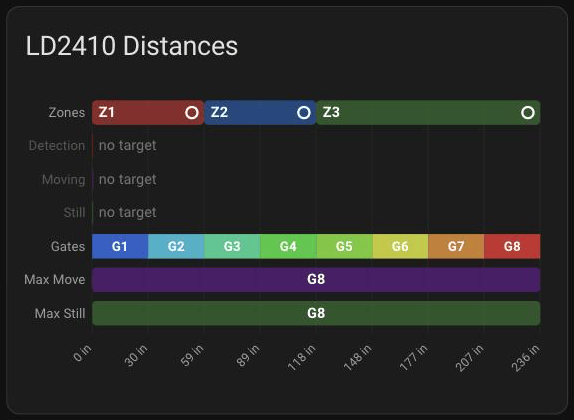 LD2410 Distances
Zones Z1 Z2 Z3
Detection no target
Moving no target
Still no target
Gates G1 G2 G3 G4 G5 G6 G7 G8
Max Move G8
Max Still G8
0 in 30 in 59 in 89 in 118 in 148 in 177 in 207 in 236 in